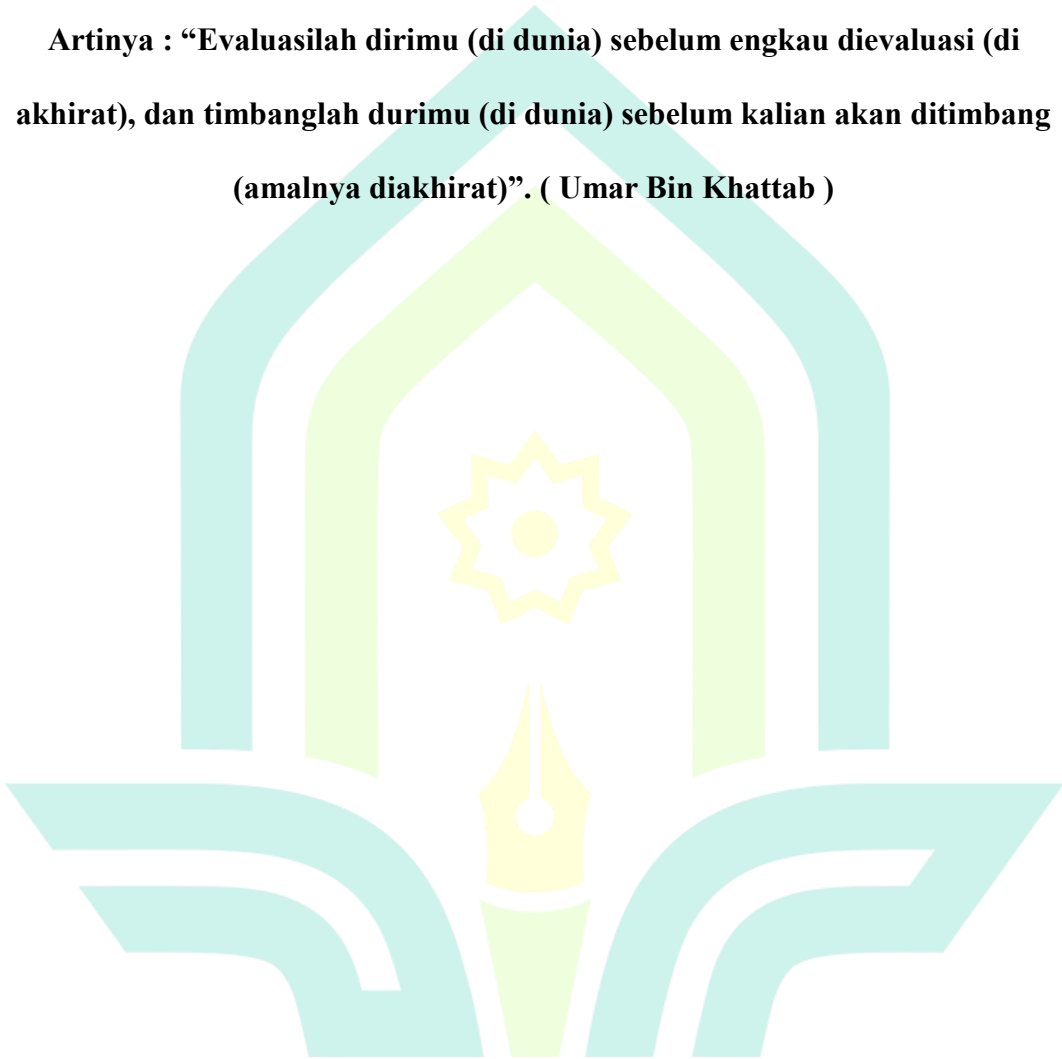 Artinya : “Evaluasilah dirimu (di dunia) sebelum engkau dievaluasi (di
akhirat), dan timbanglah durimu (di dunia) sebelum kalian akan ditimbang
(amalnya diakhirat)”. ( Umar Bin Khattab )